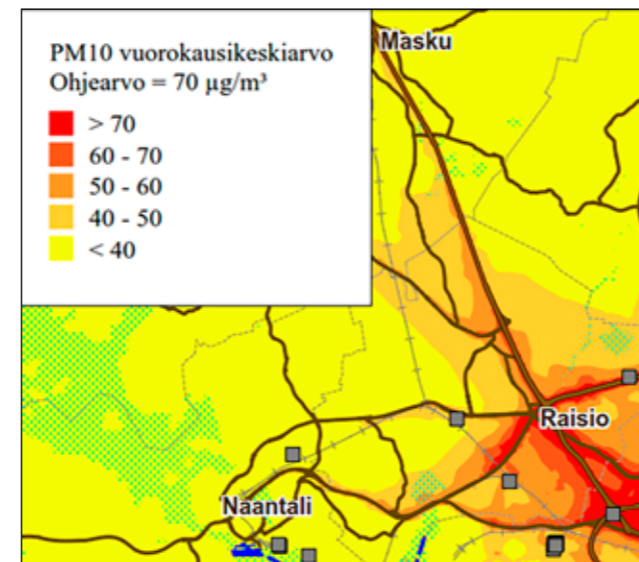 PM10 vuorokausikeskiarvo
Ohjearvo = 70 µg/m³
> 70
60 - 70
50 - 60
40 - 50
< 40
Masku
Raisio
Naantali